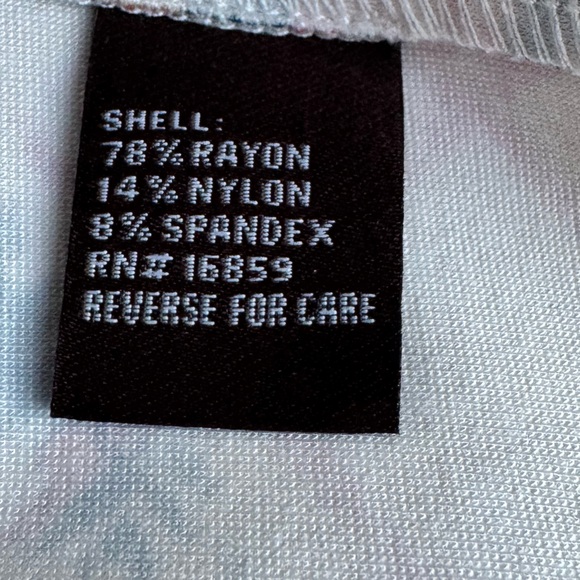 SHELL:
78% RAYON
14% NYLON
8% SPANDEX
RN# 16859
REVERSE FOR CARE